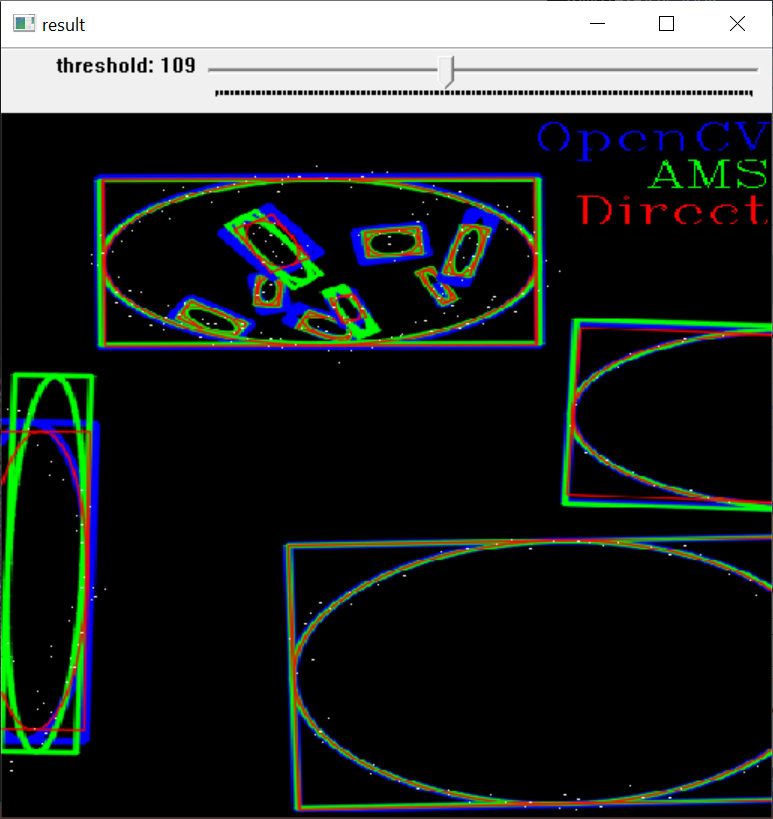 result
threshold: 109
OpenCV
AMS
Direct